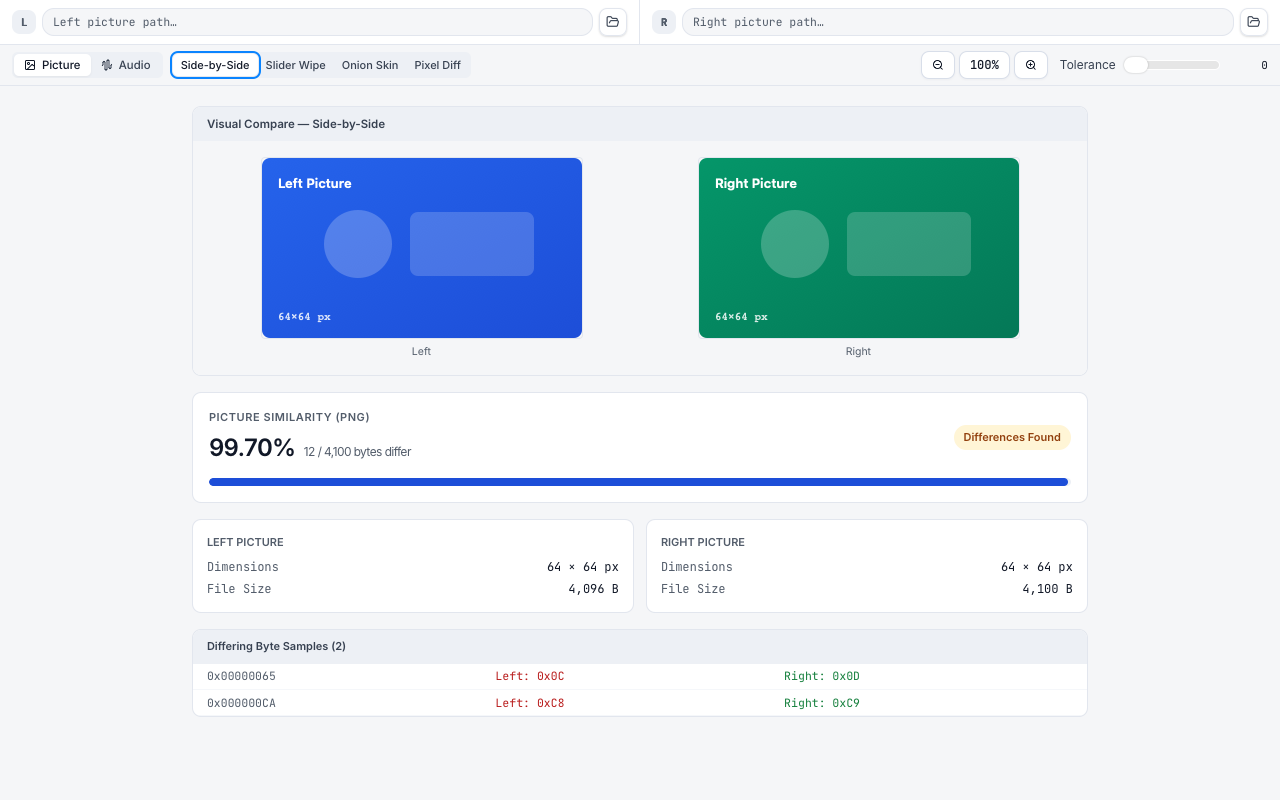 L Left picture path… R Right picture path…
Picture Audio Side-by-Side Slider Wipe Onion Skin Pixel Diff 100% Tolerance 0
Visual Compare — Side-by-Side
Left Picture Right Picture
64×64 px 64×64 px
Left Right
PICTURE SIMILARITY (PNG)
99.70% 12 / 4,100 bytes differ Differences Found
LEFT PICTURE RIGHT PICTURE
Dimensions 64 × 64 px Dimensions 64 × 64 px
File Size 4,096 B File Size 4,100 B
Differing Byte Samples (2)
0x00000065 Left: 0x0C Right: 0x0D
0x000000CA Left: 0xC8 Right: 0xC9